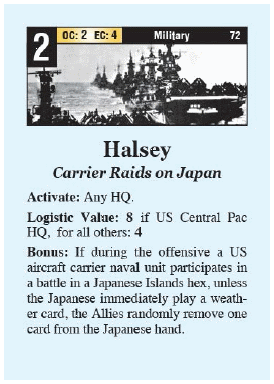 2 OC: 2 EC: 4 Military 72
Halsey
Carrier Raids on Japan
Activate: Any HQ.
Logistic Value: 8 if US Central Pac
HQ, for all others: 4
Bonus: If during the offensive a US
aircraft carrier naval unit participates in
a battle in a Japanese Islands hex, unless
the Japanese immediately play a weath-
er card, the Allies randomly remove one
card from the Japanese hand.